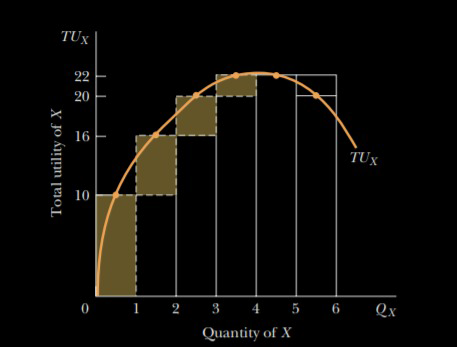 TUX
22
20
16
10
Total utility of X
TUX
0 1 2 3 4 5 6 QX
Quantity of X